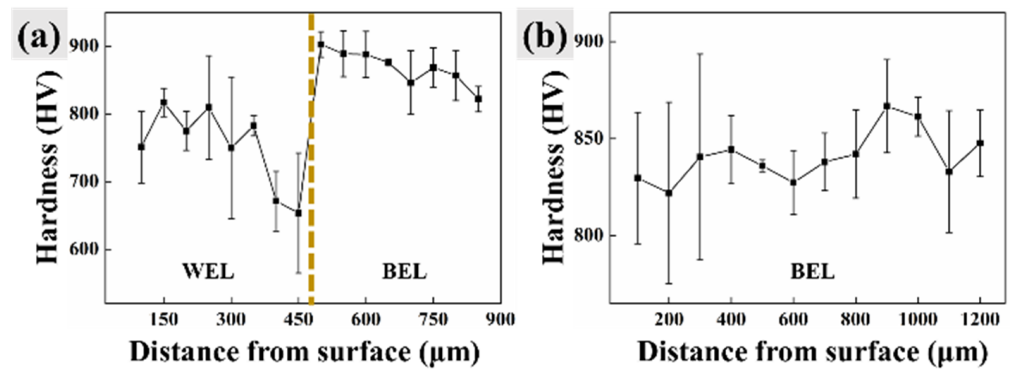 (a)
Hardness (HV)
900
800
700
600
WEL
BEL
150
300
450
600
750
900
Distance from surface (μm)
(b)
Hardness (HV)
900
850
800
BEL
200
400
600
800
1000
1200
Distance from surface (μm)